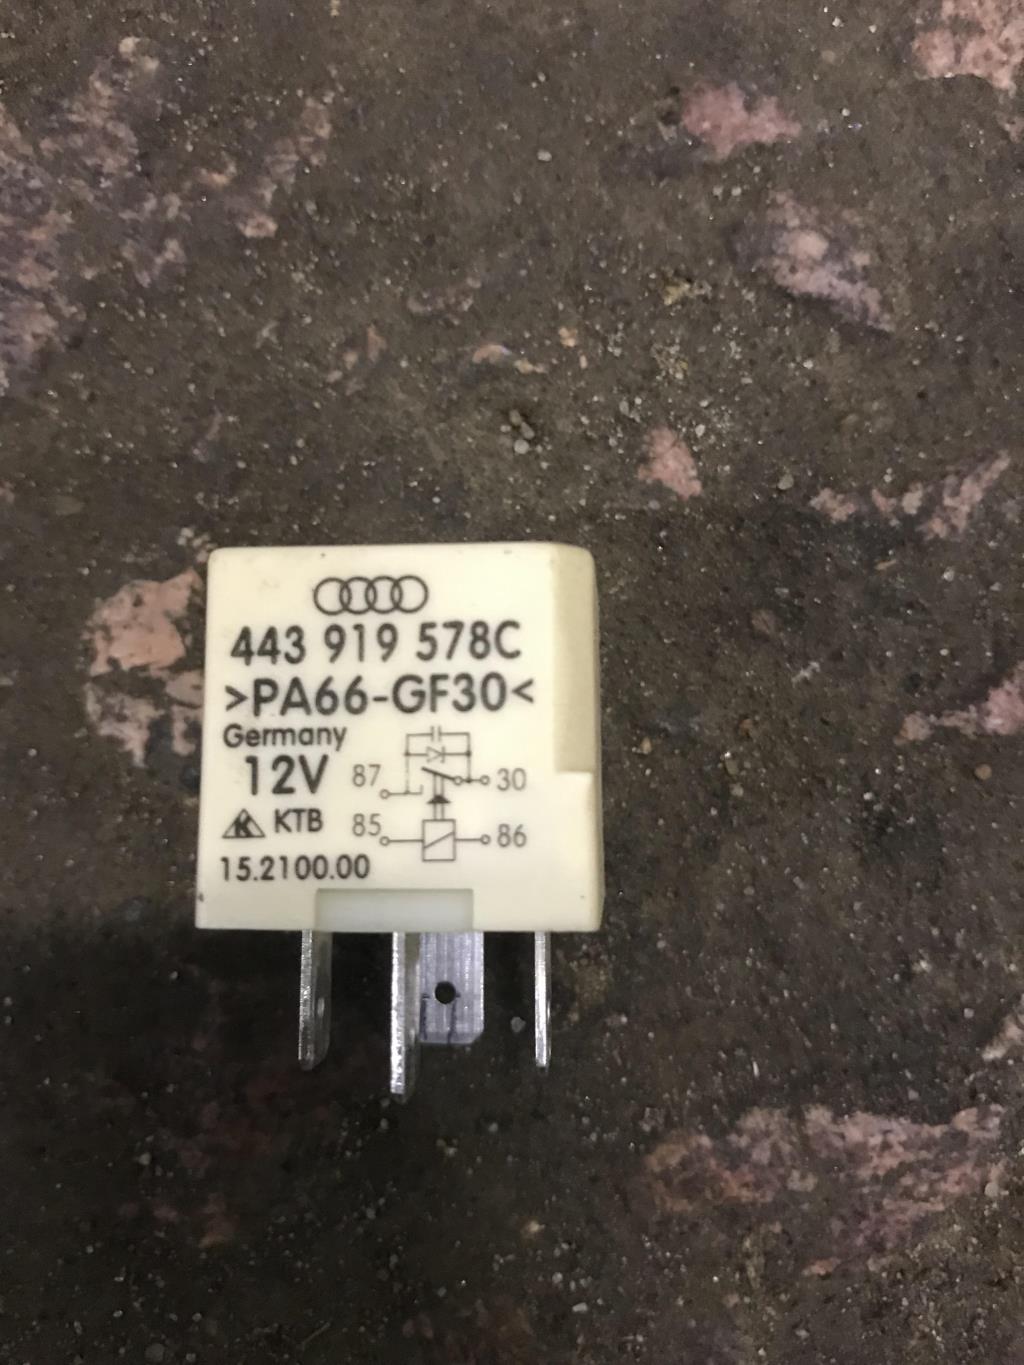 443 919 578C
>PA66-GF30<
Germany
12V
87
30
K KTB
85
86
15.2100.00